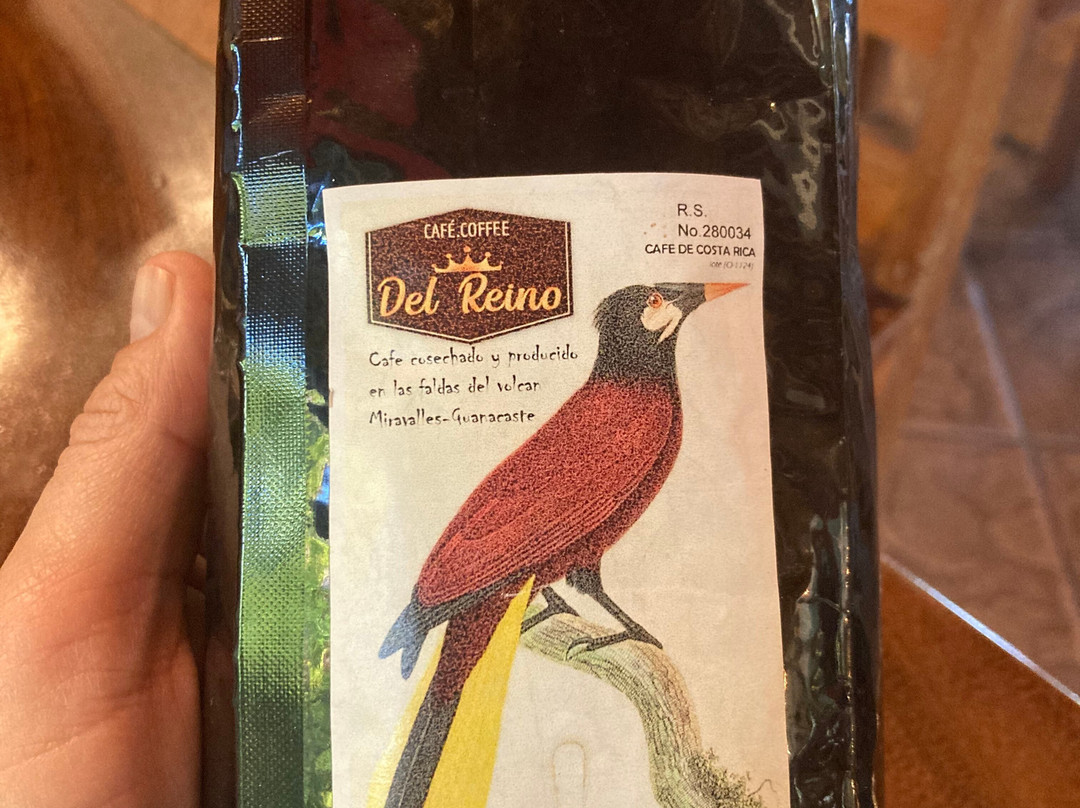 CAFÉ.COFFEE
Del Reino
R.S.
No.280034
CAFE DE COSTA RICA
Cafe cosechado y producido
en las faldas del volcan
Miravalles-Guanacaste